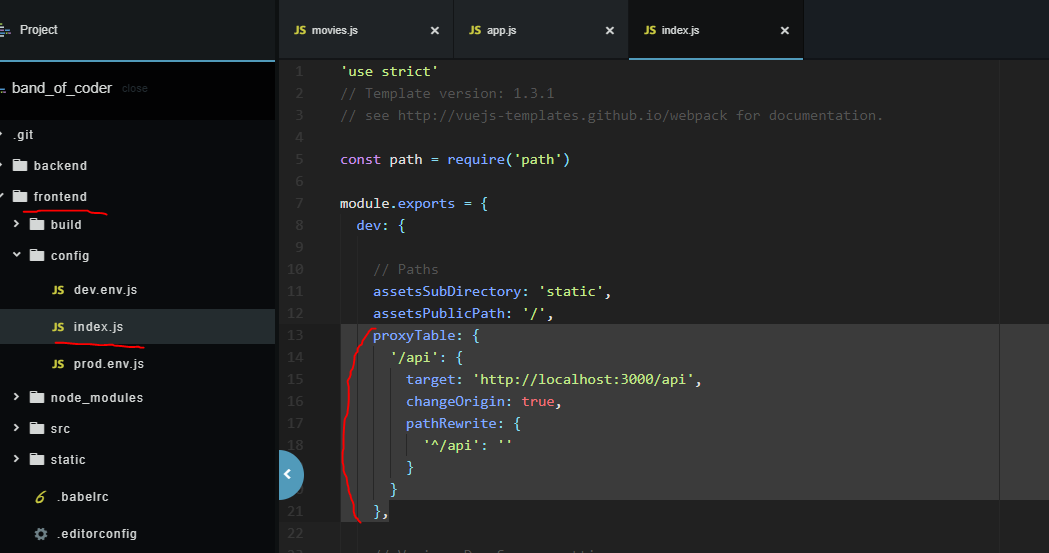 Project
band_of_coder close
.git
backend
frontend
build
config
JS dev.env.js
JS index.js
JS prod.env.js
node_modules
src
static
6 .babelrc
.editorconfig
JS movies.js ×
JS app.js ×
JS index.js ×
1 'use strict'
2 // Template version: 1.3.1
3 // see http://vuejs-templates.github.io/webpack for documentation.
4
5 const path = require('path')
6
7 module.exports = {
8 dev: {
9
10 // Paths
11 assetsSubDirectory: 'static',
12 assetsPublicPath: '/',
13 proxyTable: {
14 '/api': {
15 target: 'http://localhost:3000/api',
16 changeOrigin: true,
17 pathRewrite: {
18 '^/api': ''
}
}
21 },
22